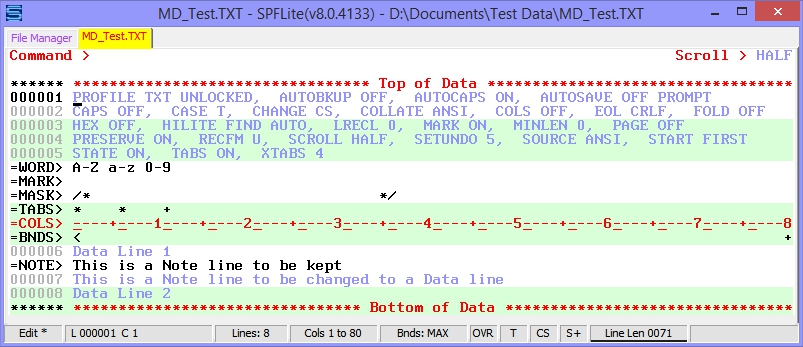 MD_Test.TXT - SPFLite(v8.0.4133) - D:\Documents\Test Data\MD_Test.TXT
File Manager MD_Test.TXT
Command > Scroll > HALF
****** ********************************* Top of Data **********************************
000001 PROFILE TXT UNLOCKED,  AUTOBKUP OFF,  AUTOCAPS ON,  AUTOSAVE OFF PROMPT
000002 CAPS OFF,  CASE T,  CHANGE CS,  COLLATE ANSI,  COLS OFF,  EOL CRLF,  FOLD OFF
000003 HEX OFF,  HILITE FIND AUTO,  LRECL 0,  MARK ON,  MINLEN 0,  PAGE OFF
000004 PRESERVE ON,  RECFM U,  SCROLL HALF,  SETUNDO 5,  SOURCE ANSI,  START FIRST
000005 STATE ON,  TABS ON,  XTABS 4
=WORD> A-Z a-z 0-9
=MARK>
=MASK> /*                                */
=TABS> *    *    +
=COLS> _----+----1----+----2----+----3----+----4----+----5----+----6----+----7----+----8
=BNDS> <                                                                               +
000006 Data Line 1
=NOTE> This is a Note line to be kept
000007 This is a Note line to be changed to a Data line
000008 Data Line 2
****** ******************************** Bottom of Data ********************************
Edit * L 000001 C 1 Lines: 8 Cols 1 to 80 Bnds: MAX OVR T CS S+ Line Len 0071